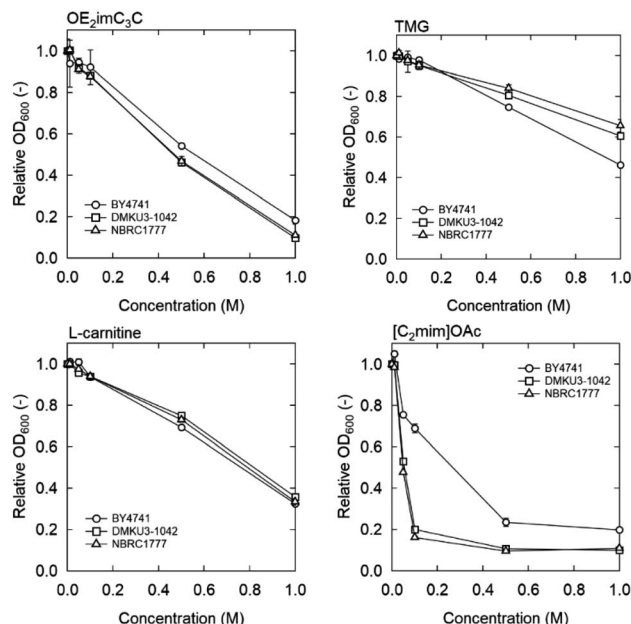 OE₂imC₃C
Relative OD₆₀₀ (-)
1.0
0.8
0.6
0.4
0.2
0.0
BY4741
DMKU3-1042
NBRC1777
0.0 0.2 0.4 0.6 0.8 1.0
Concentration (M)
TMG
Relative OD₆₀₀ (-)
1.0
0.8
0.6
0.4
0.2
0.0
BY4741
DMKU3-1042
NBRC1777
0.0 0.2 0.4 0.6 0.8 1.0
Concentration (M)
L-carnitine
Relative OD₆₀₀ (-)
1.0
0.8
0.6
0.4
0.2
0.0
BY4741
DMKU3-1042
NBRC1777
0.0 0.2 0.4 0.6 0.8 1.0
Concentration (M)
[C₂mim]OAc
Relative OD₆₀₀ (-)
1.0
0.8
0.6
0.4
0.2
0.0
BY4741
DMKU3-1042
NBRC1777
0.0 0.2 0.4 0.6 0.8 1.0
Concentration (M)